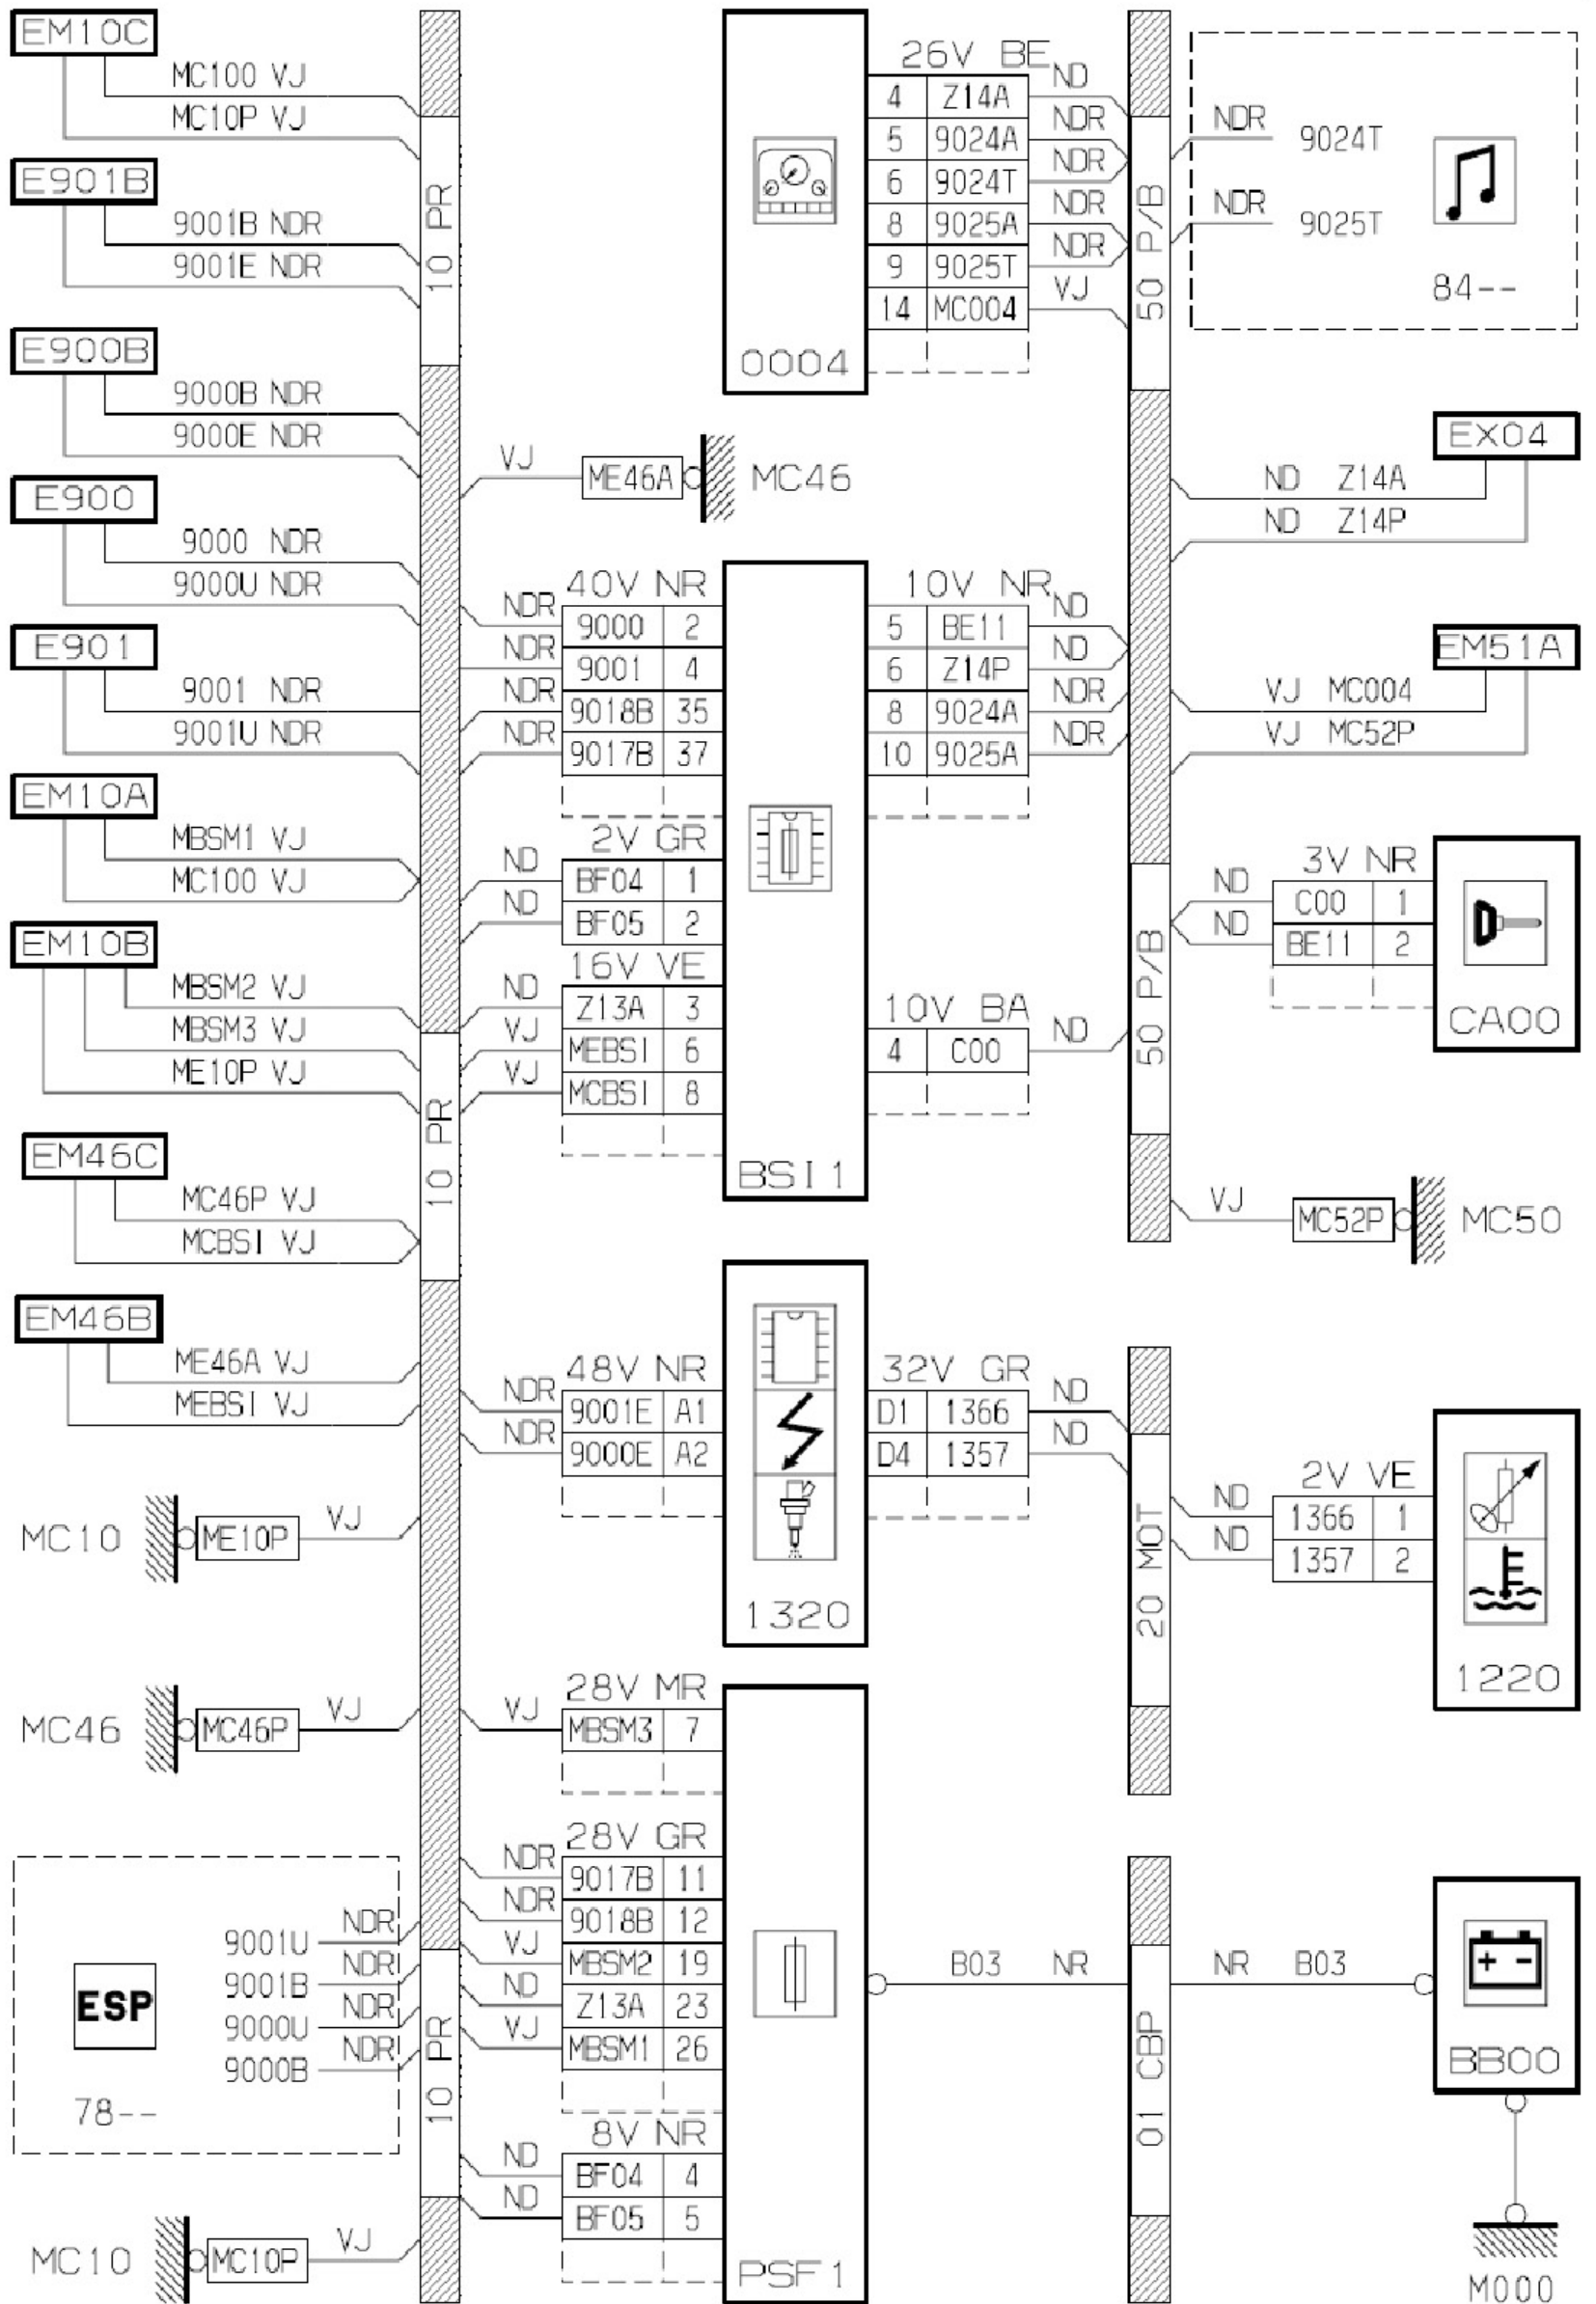 EM10C
MC100 VJ
MC10P VJ
E901B
9001B NDR
9001E NDR
E900B
9000B NDR
9000E NDR
E900
9000 NDR
9000U NDR
E901
9001 NDR
9001U NDR
EM10A
MBSM1 VJ
MC100 VJ
EM10B
MBSM2 VJ
MBSM3 VJ
ME10P VJ
EM46C
MC46P VJ
MCBSI VJ
EM46B
ME46A VJ
MEBSI VJ
MC10 ME10P VJ
MC46 MC46P VJ
9001U NDR
9001B NDR
9000U NDR
9000B NDR
ESP
78--
MC10 MC10P VJ
10 PR
10 PR
10 PR
26V BE
4 Z14A ND
5 9024A NDR
6 9024T NDR
8 9025A NDR
9 9025T NDR
14 MC004 VJ
0004
VJ ME46A MC46
40V NR
NDR 9000 2
NDR 9001 4
NDR 9018B 35
NDR 9017B 37
2V GR
ND BF04 1
ND BF05 2
16V VE
ND Z13A 3
VJ MEBSI 6
VJ MCBSI 8
10V NR
5 BE11 ND
6 Z14P ND
8 9024A NDR
10 9025A NDR
10V BA
4 C00 ND
BSI1
48V NR
NDR 9001E A1
NDR 9000E A2
32V GR
D1 1366 ND
D4 1357 ND
1320
28V MR
VJ MBSM3 7
28V GR
NDR 9017B 11
NDR 9018B 12
VJ MBSM2 19
ND Z13A 23
VJ MBSM1 26
8V NR
ND BF04 4
ND BF05 5
PSF1
B03 NR
50 P/B
50 P/B
20 MOT
01 CBP
NDR 9024T
NDR 9025T
84--
EX04
ND Z14A
ND Z14P
EM51A
VJ MC004
VJ MC52P
3V NR
ND C00 1
ND BE11 2
CA00
VJ MC52P MC50
2V VE
ND 1366 1
ND 1357 2
1220
NR B03
+ -
BB00
M000